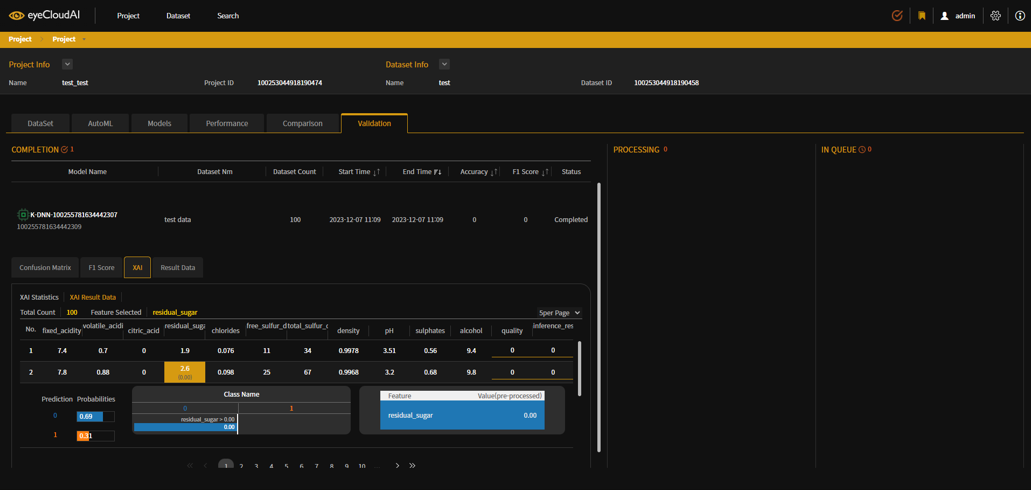 eyeCloudAI Project Dataset Search admin
Project Project
Project Info Dataset Info
Name test_test Project ID 100253044918190474 Name test Dataset ID 100253044918190458
DataSet AutoML Models Performance Comparison Validation
COMPLETION 1 PROCESSING 0 IN QUEUE 0
Model Name Dataset Nm Dataset Count Start Time ↓↑ End Time Accuracy ↓↑ F1 Score ↓↑ Status
K-DNN-100255781634442307
100255781634442309 test data 100 2023-12-07 11:09 2023-12-07 11:09 0 0 Completed
Confusion Matrix F1 Score XAI Result Data
XAI Statistics XAI Result Data
Total Count 100 Feature Selected residual_sugar 5per Page
No. fixed_acidity volatile_acidi citric_acid residual_suga chlorides free_sulfur_d total_sulfur_c density pH sulphates alcohol quality inference_res
1 7.4 0.7 0 1.9 0.076 11 34 0.9978 3.51 0.56 9.4 0 0
2 7.8 0.88 0 2.6 0.098 25 67 0.9968 3.2 0.68 9.8 0 0
(0.00)
Prediction Probabilities Class Name Feature Value(pre-processed)
0 0.69 0 1 residual_sugar 0.00
residual_sugar > 0.00
0.00
1 0.31
« ‹ 1 2 3 4 5 6 7 8 9 10 ... › »